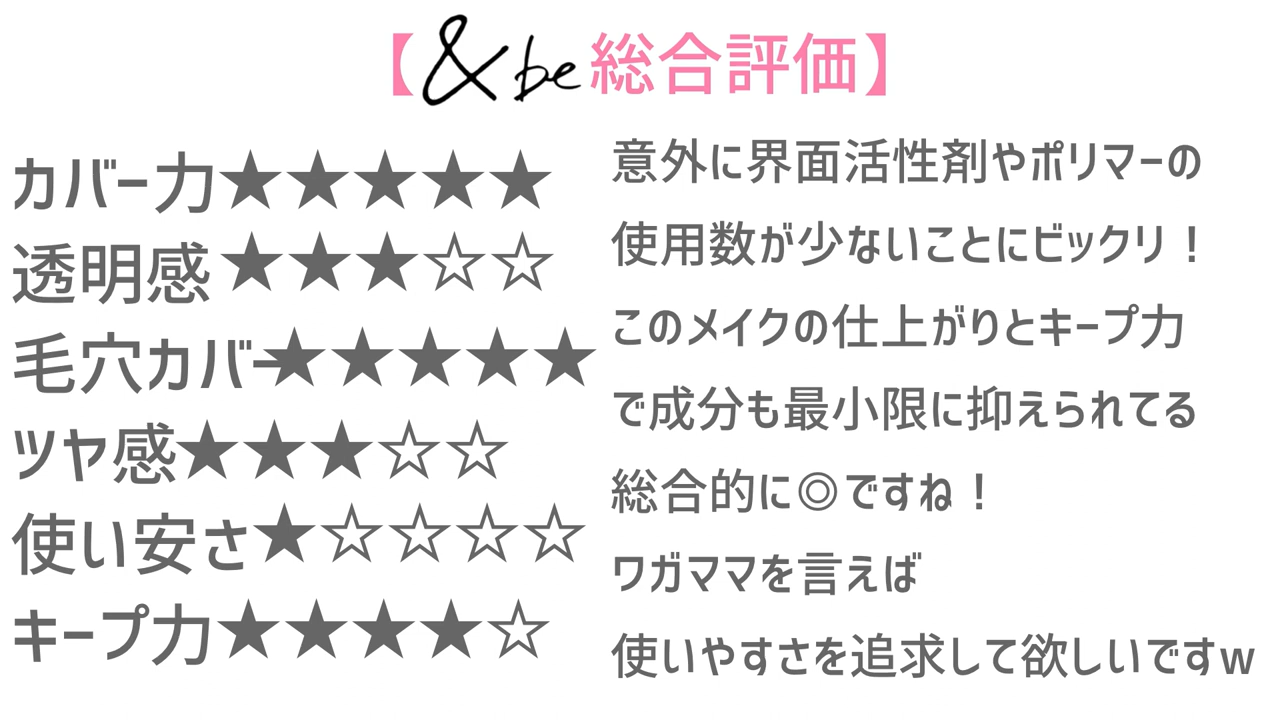 【&be総合評価】
カバー力★★★★★
透明感 ★★★☆☆
毛穴カバー★★★★★
ツヤ感★★★☆☆
使い安さ★☆☆☆☆
キープ力★★★★☆
意外に界面活性剤やポリマーの
使用数が少ないことにビックリ！
このメイクの仕上がりとキープ力
で成分も最小限に抑えられてる
総合的に◎ですね！
ワガママを言えば
使いやすさを追求して欲しいですw